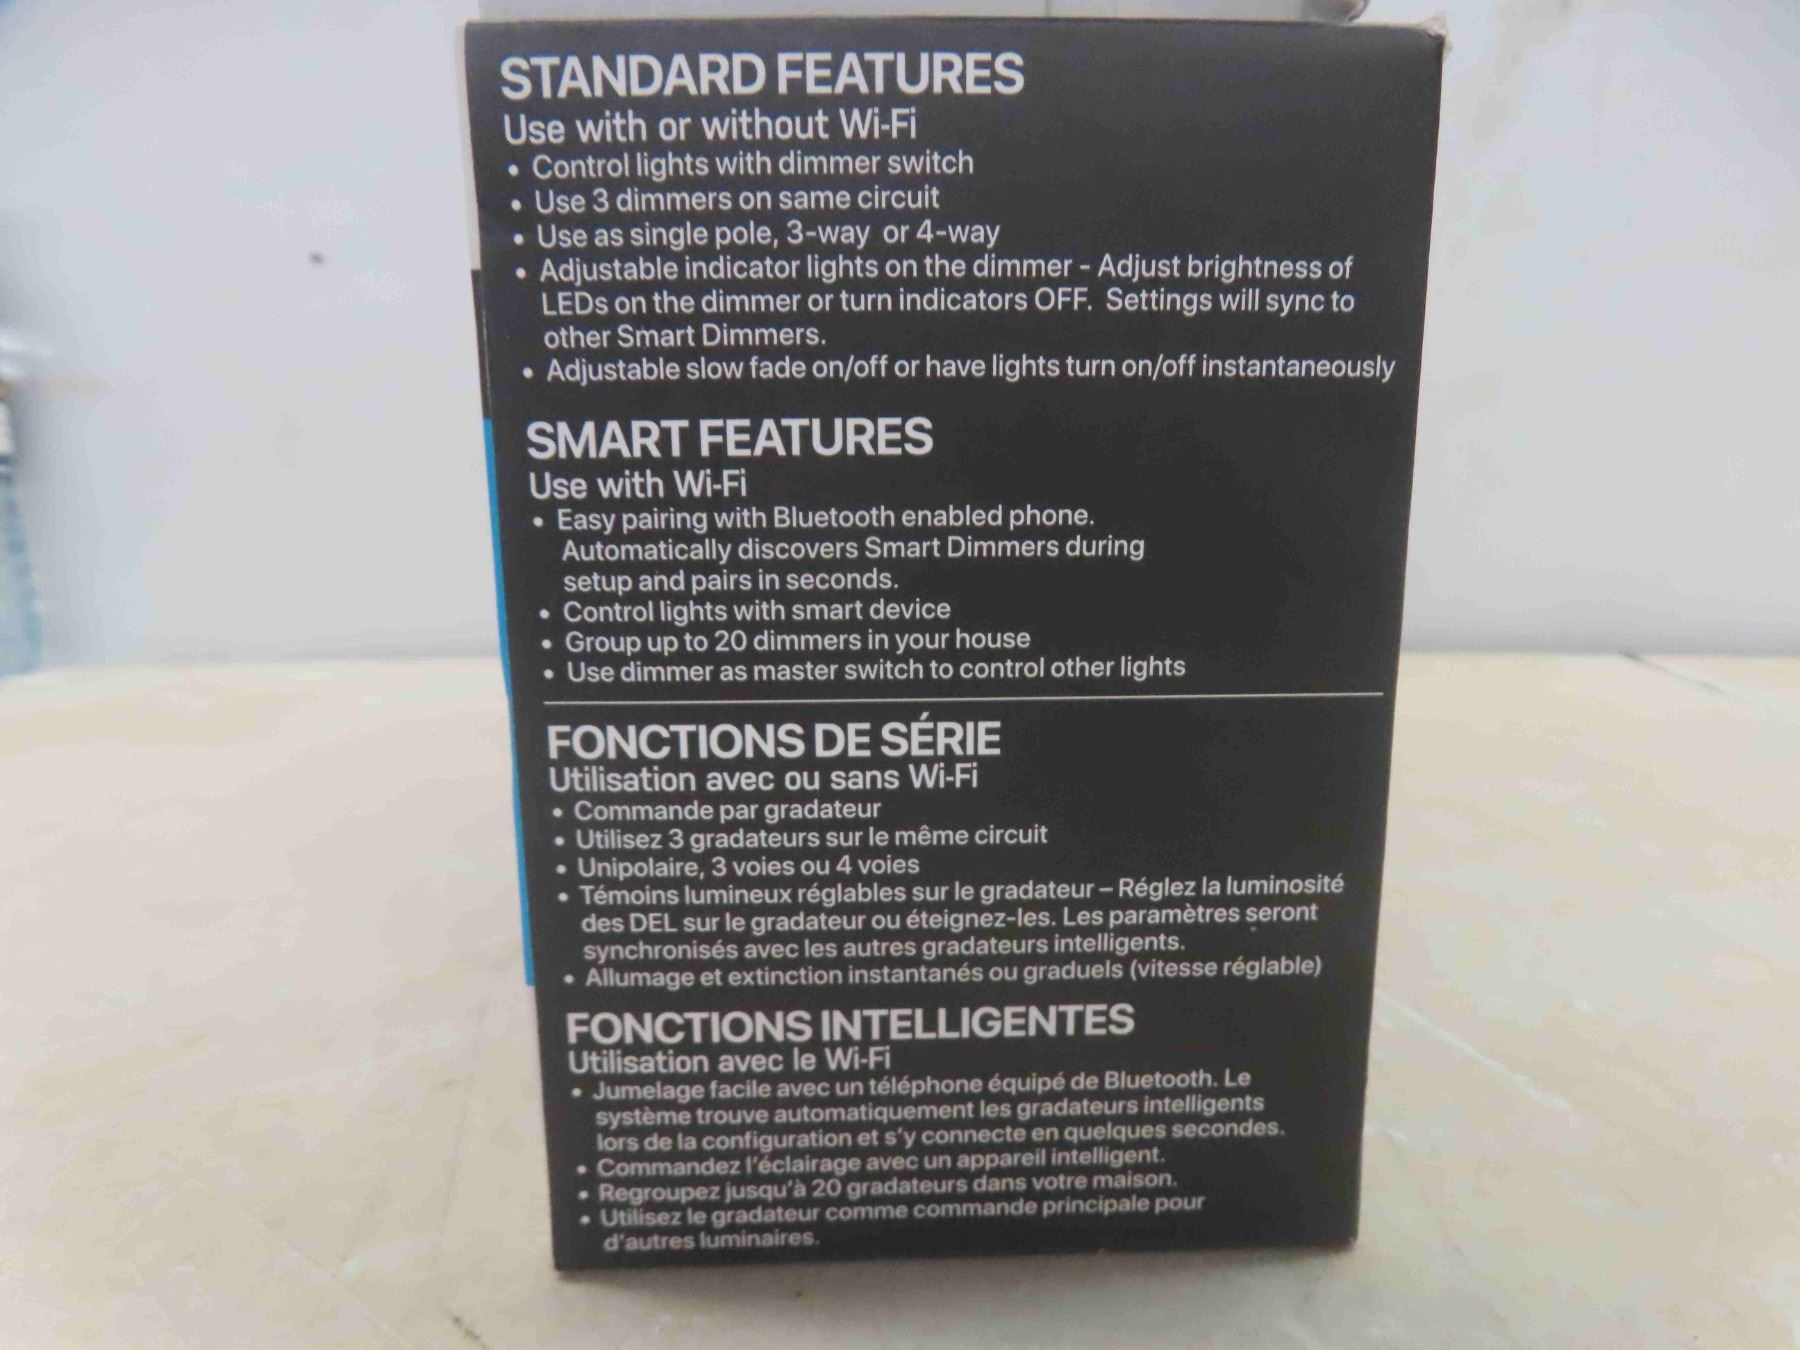 STANDARD FEATURES
Use with or without Wi-Fi
• Control lights with dimmer switch
• Use 3 dimmers on same circuit
• Use as single pole, 3-way or 4-way
• Adjustable indicator lights on the dimmer - Adjust brightness of
LEDs on the dimmer or turn indicators OFF. Settings will sync to
other Smart Dimmers.
• Adjustable slow fade on/off or have lights turn on/off instantaneously
SMART FEATURES
Use with Wi-Fi
• Easy pairing with Bluetooth enabled phone.
Automatically discovers Smart Dimmers during
setup and pairs in seconds.
• Control lights with smart device
• Group up to 20 dimmers in your house
• Use dimmer as master switch to control other lights
FONCTIONS DE SÉRIE
Utilisation avec ou sans Wi-Fi
• Commande par gradateur
• Utilisez 3 gradateurs sur le même circuit
• Unipolaire, 3 voies ou 4 voies
• Témoins lumineux réglables sur le gradateur – Réglez la luminosité
des DEL sur le gradateur ou éteignez-les. Les paramètres seront
synchronisés avec les autres gradateurs intelligents.
• Allumage et extinction instantanés ou graduels (vitesse réglable)
FONCTIONS INTELLIGENTES
Utilisation avec le Wi-Fi
• Jumelage facile avec un téléphone équipé de Bluetooth. Le
système trouve automatiquement les gradateurs intelligents
lors de la configuration et s'y connecte en quelques secondes.
• Commandez l'éclairage avec un appareil intelligent.
• Regroupez jusqu'à 20 gradateurs dans votre maison.
• Utilisez le gradateur comme commande principale pour
d'autres luminaires.